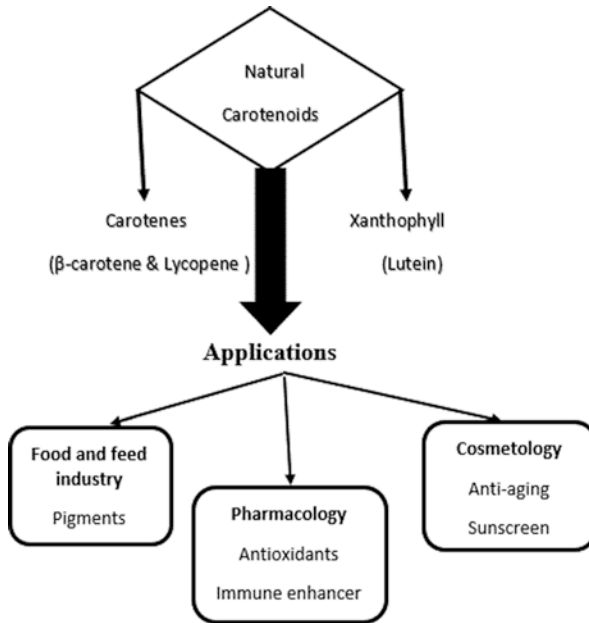 Natural
Carotenoids
Carotenes
(β-carotene & Lycopene )
Xanthophyll
(Lutein)
Applications
Food and feed
industry
Pigments
Pharmacology
Antioxidants
Immune enhancer
Cosmetology
Anti-aging
Sunscreen